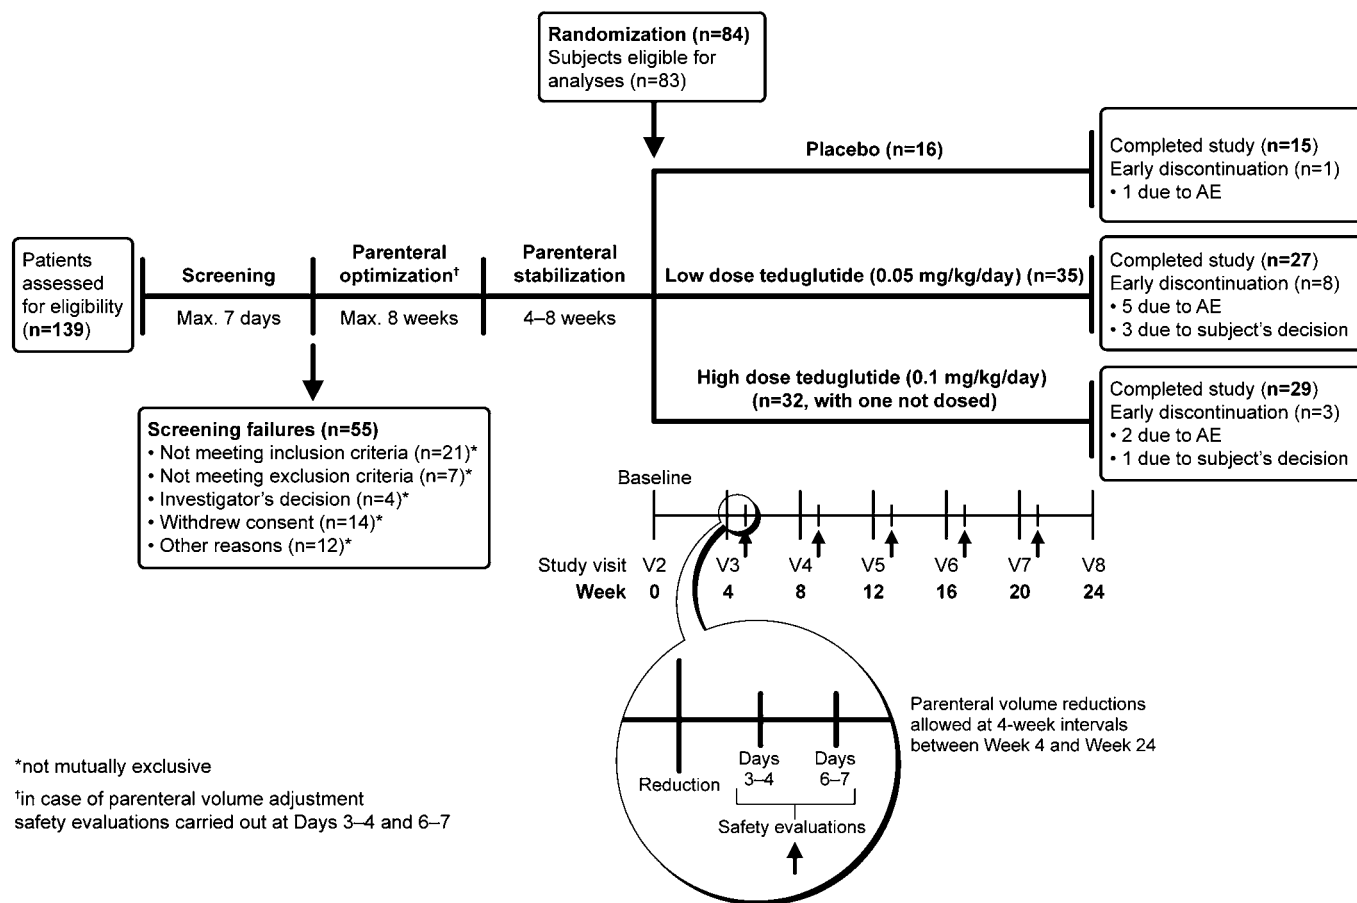 Randomization (n=84)
Subjects eligible for
analyses (n=83)
Placebo (n=16)
Completed study (n=15)
Early discontinuation (n=1)
• 1 due to AE
Patients
assessed
for eligibility
(n=139)
Screening
Max. 7 days
Parenteral
optimization†
Max. 8 weeks
Parenteral
stabilization
4–8 weeks
Low dose teduglutide (0.05 mg/kg/day) (n=35)
Completed study (n=27)
Early discontinuation (n=8)
• 5 due to AE
• 3 due to subject's decision
High dose teduglutide (0.1 mg/kg/day)
(n=32, with one not dosed)
Completed study (n=29)
Early discontinuation (n=3)
• 2 due to AE
• 1 due to subject's decision
Screening failures (n=55)
• Not meeting inclusion criteria (n=21)*
• Not meeting exclusion criteria (n=7)*
• Investigator's decision (n=4)*
• Withdrew consent (n=14)*
• Other reasons (n=12)*
Baseline
Study visit V2 V3 V4 V5 V6 V7 V8
Week 0 4 8 12 16 20 24
Reduction
Days
3–4
Days
6–7
Safety evaluations
Parenteral volume reductions
allowed at 4-week intervals
between Week 4 and Week 24
*not mutually exclusive
†in case of parenteral volume adjustment
safety evaluations carried out at Days 3–4 and 6–7